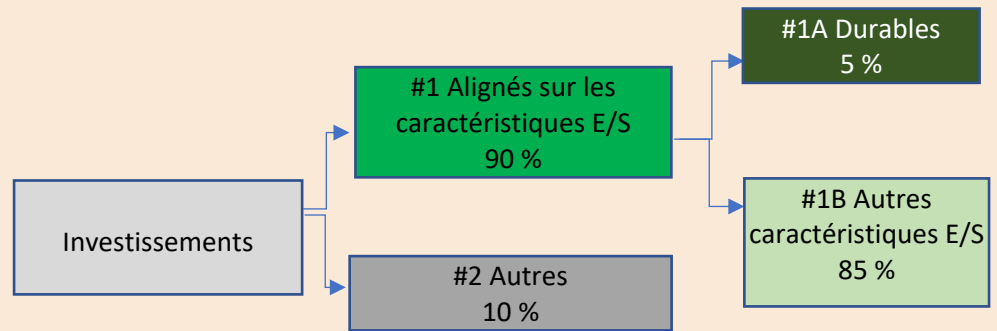 Investissements
#1 Alignés sur les
caractéristiques E/S
90 %
#2 Autres
10 %
#1A Durables
5 %
#1B Autres
caractéristiques E/S
85 %